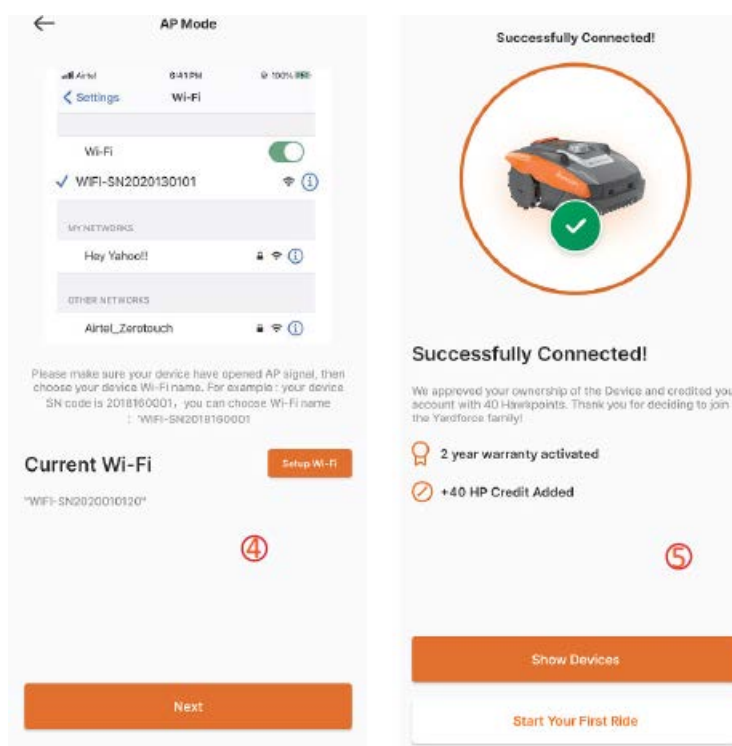 AP Mode
Airtel 6:41 PM @ 100%
Settings Wi-Fi
Wi-Fi
WIFI-SN2020130101
MY NETWORKS
Hey Yahoo!!
OTHER NETWORKS
Airtel_Zerotouch
Please make sure your device have opened AP signal, then
choose your device Wi-Fi name. For example : your device
SN code is 2018160001, you can choose Wi-Fi name
: 'WIFI-SN2018160001
Current Wi-Fi
Setup Wi-Fi
"WIFI-SN2020010120"
④
Next
Successfully Connected!
Successfully Connected!
We approved your ownership of the Device and credited you
account with 40 Hawkpoints. Thank you for deciding to join
the Yardforce family!
2 year warranty activated
+40 HP Credit Added
⑤
Show Devices
Start Your First Ride